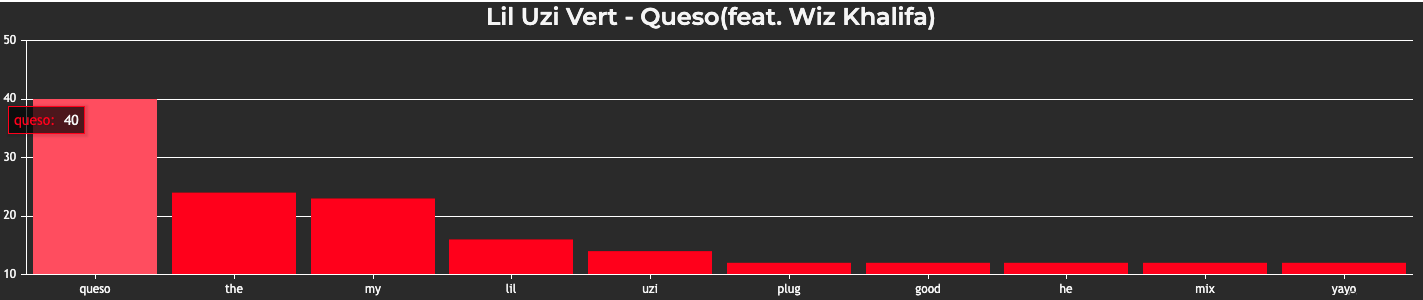 Lil Uzi Vert - Queso(feat. Wiz Khalifa)
50
40
queso: 40
30
20
10
queso the my lil uzi plug good he mix yayo